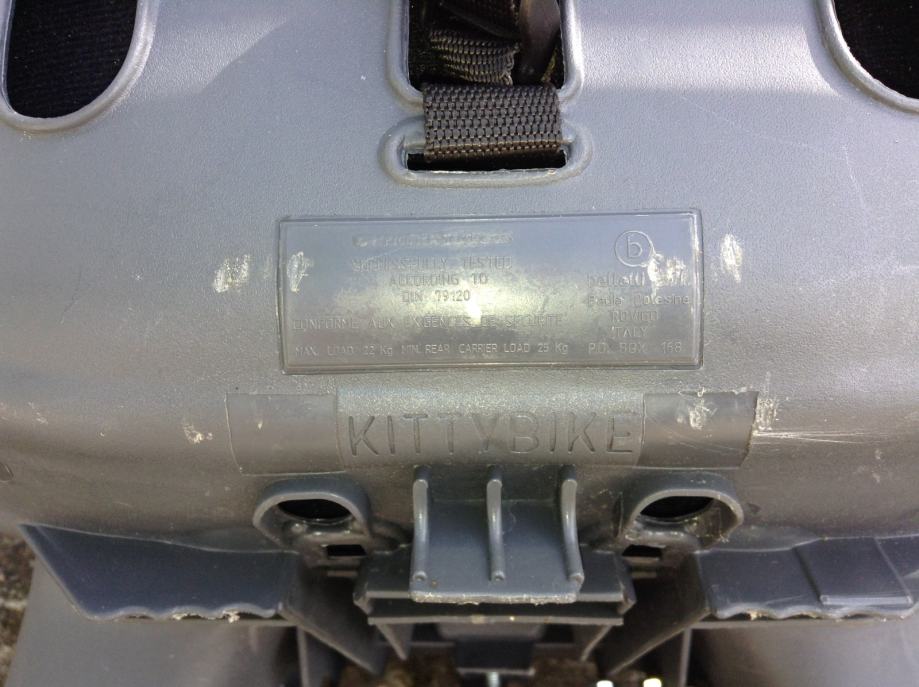 SUCCESSFULLY TESTED
ACCORDING TO
DIN 79120
CONFORME AUX EXIGENCES DE SECURITE
MAX. LOAD 22 Kg MIN. REAR CARRIER LOAD 25 Kg
b
bellelli
Badia Polesine
ROVIGO
ITALY
P.O. BOX 168
KITTYBIKE